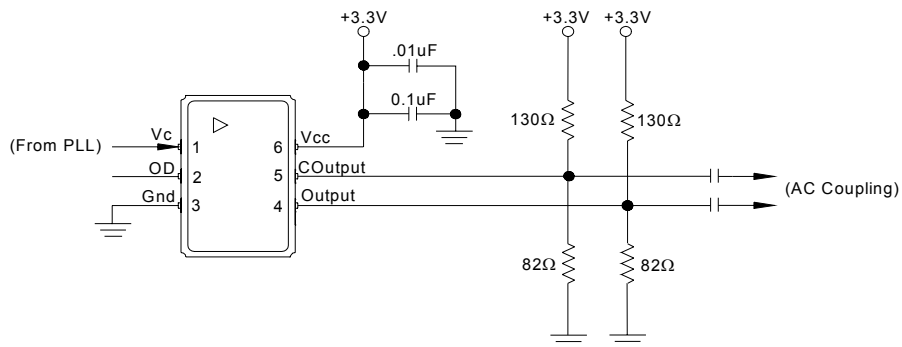 +3.3V
+3.3V +3.3V
.01uF
0.1uF
130Ω
130Ω
(From PLL)
Vc
1
6
Vcc
OD
2
5
COutput
Gnd
3
4
Output
(AC Coupling)
82Ω
82Ω